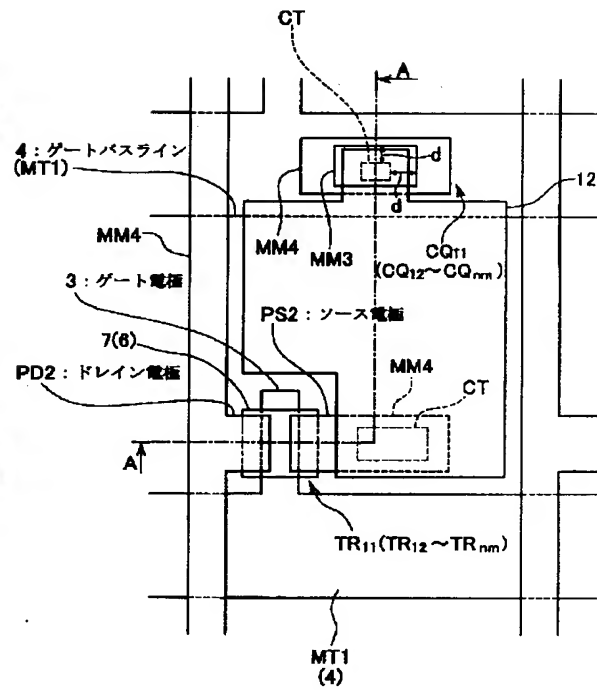 CT
A
4：ゲートバスライン
(MT1)
d
d
12
MM4
MM4
MM3
CQ11
(CQ12～CQnm)
3：ゲート電極
7(6)
PS2：ソース電極
PD2：ドレイン電極
MM4
CT
A
TR11(TR12～TRnm)
MT1
(4)